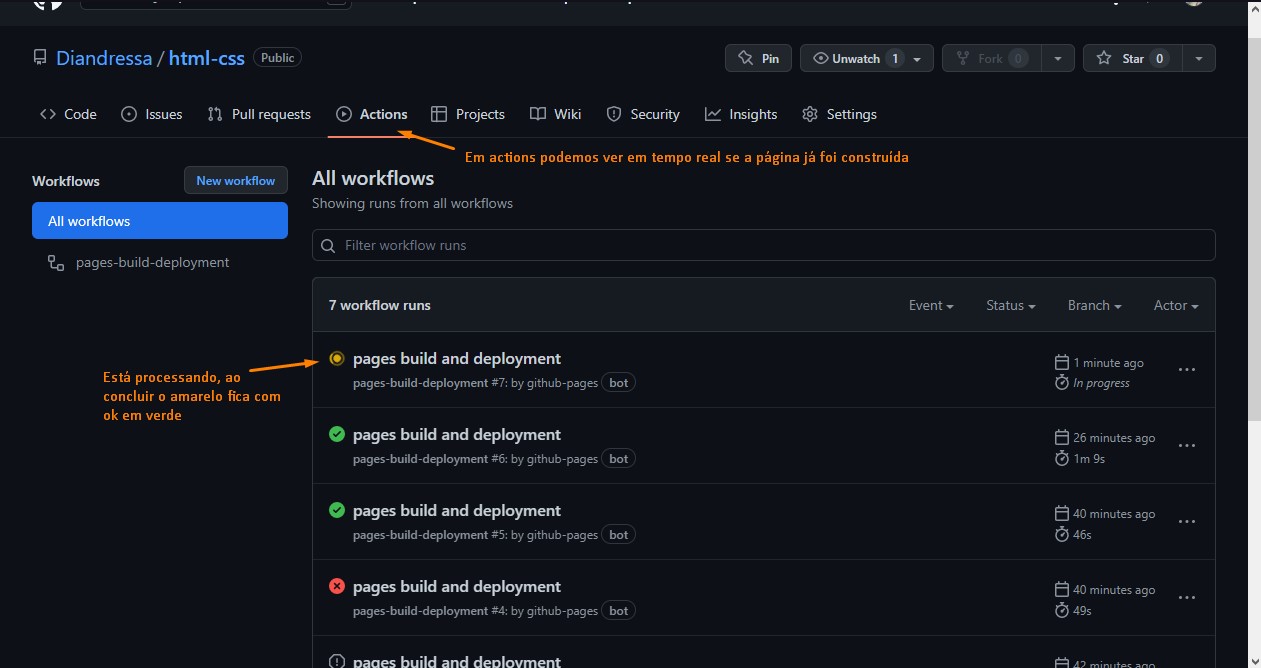 Diandressa / html-css Public
Pin
Unwatch 1
Fork 0
Star 0
Code
Issues
Pull requests
Actions
Projects
Wiki
Security
Insights
Settings
Em actions podemos ver em tempo real se a página já foi construída
Workflows
New workflow
All workflows
pages-build-deployment
All workflows
Showing runs from all workflows
Filter workflow runs
7 workflow runs
Event
Status
Branch
Actor
Está processando, ao
concluir o amarelo fica com
ok em verde
pages build and deployment
pages-build-deployment #7: by github-pages bot
1 minute ago
In progress
pages build and deployment
pages-build-deployment #6: by github-pages bot
26 minutes ago
1m 9s
pages build and deployment
pages-build-deployment #5: by github-pages bot
40 minutes ago
46s
pages build and deployment
pages-build-deployment #4: by github-pages bot
40 minutes ago
49s
pages build and deployment
42 minutes ago